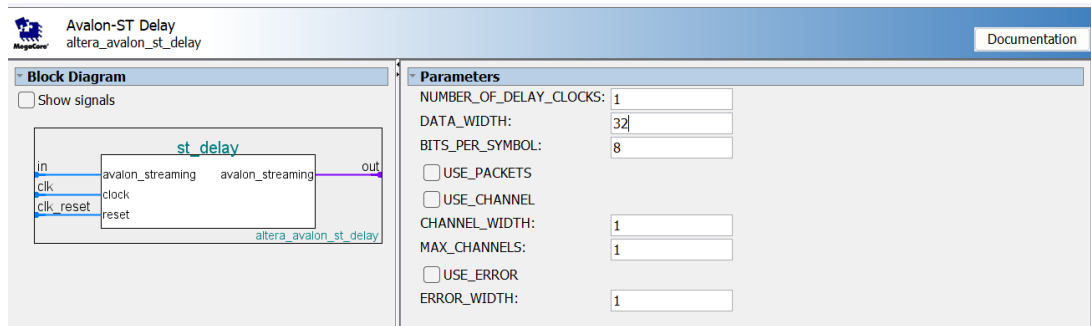 Avalon-ST Delay
altera_avalon_st_delay
MegaCore®
Documentation
Block Diagram
Show signals
st_delay
in
avalon_streaming avalon_streaming
out
clk
clock
clk_reset
reset
altera_avalon_st_delay
Parameters
NUMBER_OF_DELAY_CLOCKS: 1
DATA_WIDTH: 32
BITS_PER_SYMBOL: 8
USE_PACKETS
USE_CHANNEL
CHANNEL_WIDTH: 1
MAX_CHANNELS: 1
USE_ERROR
ERROR_WIDTH: 1